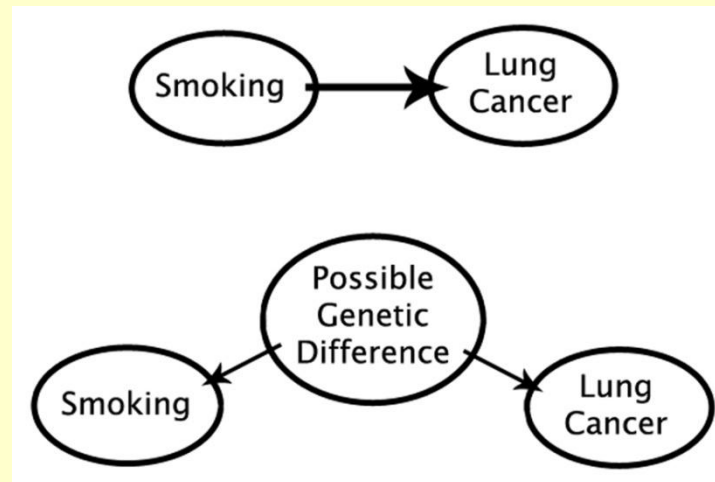 Smoking
Lung
Cancer
Possible
Genetic
Difference
Smoking
Lung
Cancer